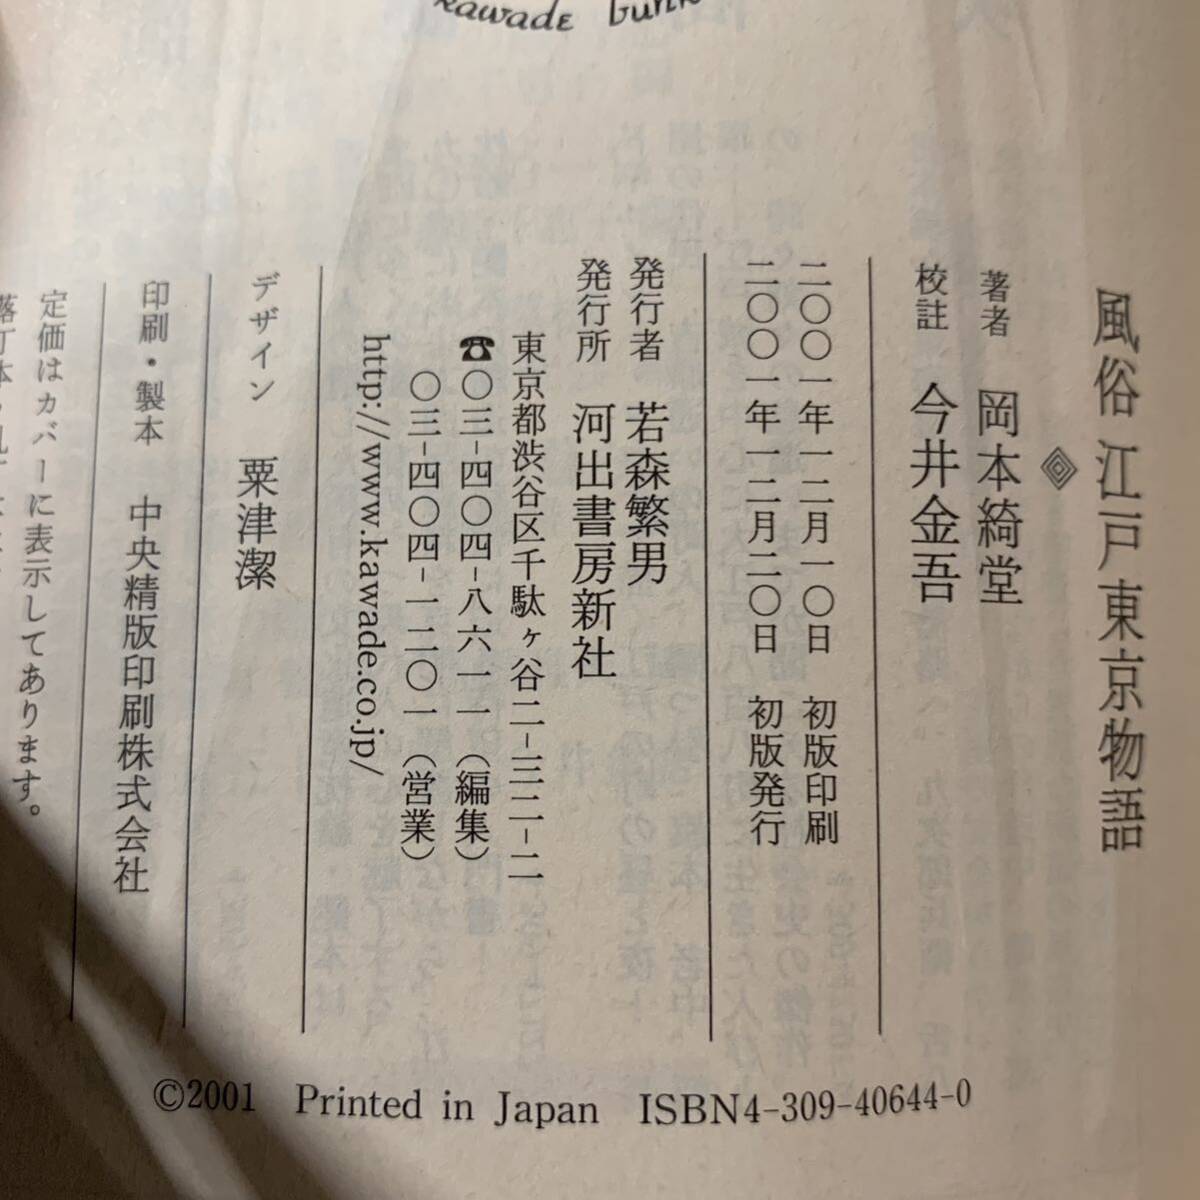 kawade
風俗 江戸東京物語
著者 岡本綺堂
校註 今井金吾
二〇〇一年一二月一〇日 初版印刷
二〇〇一年一二月二〇日 初版発行
発行者 若森繁男
発行所 河出書房新社
東京都渋谷区千駄ヶ谷二-三二-二
☎〇三-三四〇四-八六一一(編集)
〇三-三四〇四-一二〇一(営業)
http://www.kawade.co.jp/
デザイン 粟津潔
印刷・製本 中央精版印刷株式会社
定価はカバーに表示してあります。
©2001 Printed in Japan ISBN4-309-40644-0